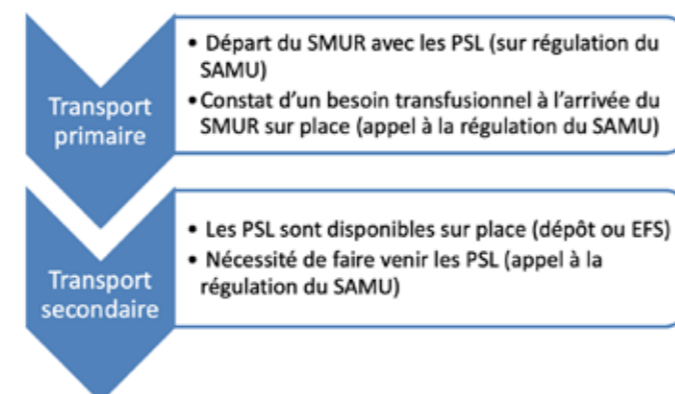 Transport
primaire
• Départ du SMUR avec les PSL (sur régulation du
SAMU)
• Constat d'un besoin transfusionnel à l'arrivée du
SMUR sur place (appel à la régulation du SAMU)
Transport
secondaire
• Les PSL sont disponibles sur place (dépôt ou EFS)
• Nécessité de faire venir les PSL (appel à la
régulation du SAMU)